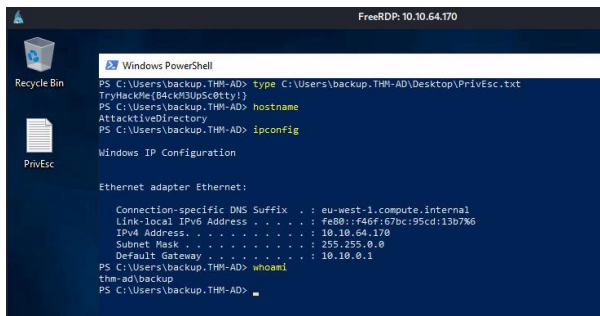 FreeRDP: 10.10.64.170
Recycle Bin
PrivEsc
Windows PowerShell
PS C:\Users\backup.THM-AD> type C:\Users\backup.THM-AD\Desktop\PrivEsc.txt
TryHackMe{B4ckM3UpSc0tty!}
PS C:\Users\backup.THM-AD> hostname
AttacktiveDirectory
PS C:\Users\backup.THM-AD> ipconfig
Windows IP Configuration
Ethernet adapter Ethernet:
Connection-specific DNS Suffix . : eu-west-1.compute.internal
Link-local IPv6 Address . . . . . : fe80::f46f:67bc:95cd:13b7%6
IPv4 Address. . . . . . . . . . . : 10.10.64.170
Subnet Mask . . . . . . . . . . . : 255.255.0.0
Default Gateway . . . . . . . . . : 10.10.0.1
PS C:\Users\backup.THM-AD> whoami
thm-ad\backup
PS C:\Users\backup.THM-AD> _